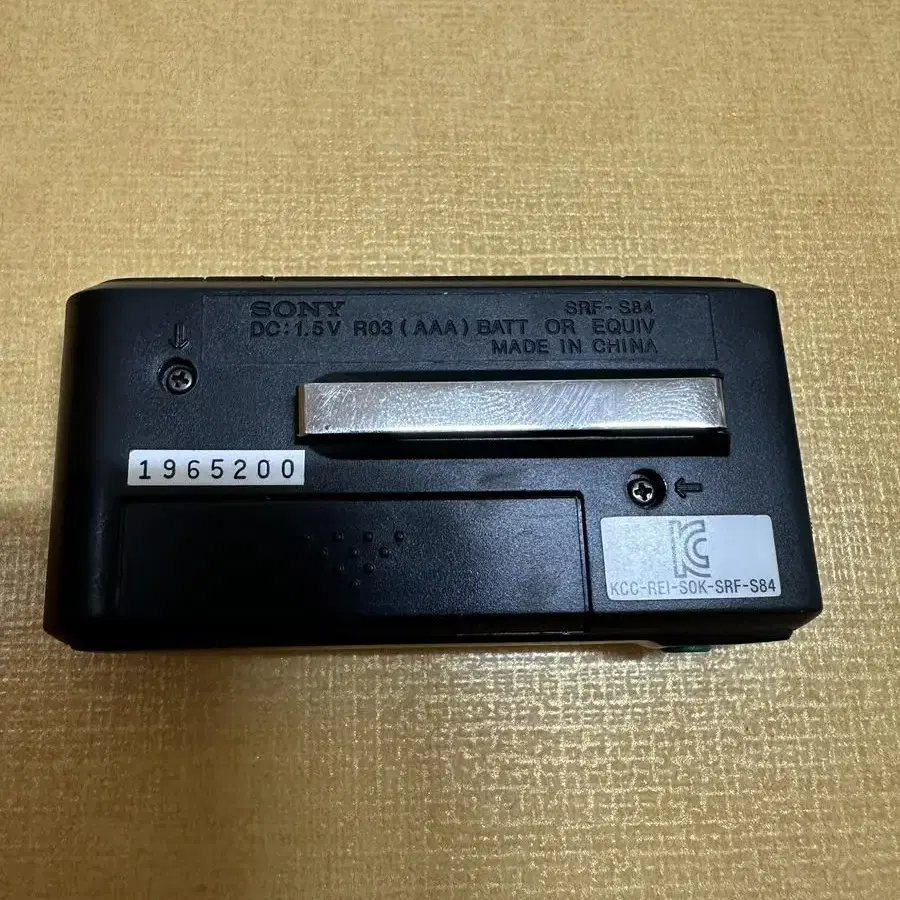 SONY SRF-S84
DC:1.5V R03 (AAA) BATT OR EQUIV
MADE IN CHINA
1965200
KC
KCC-REI-SOK-SRF-S84